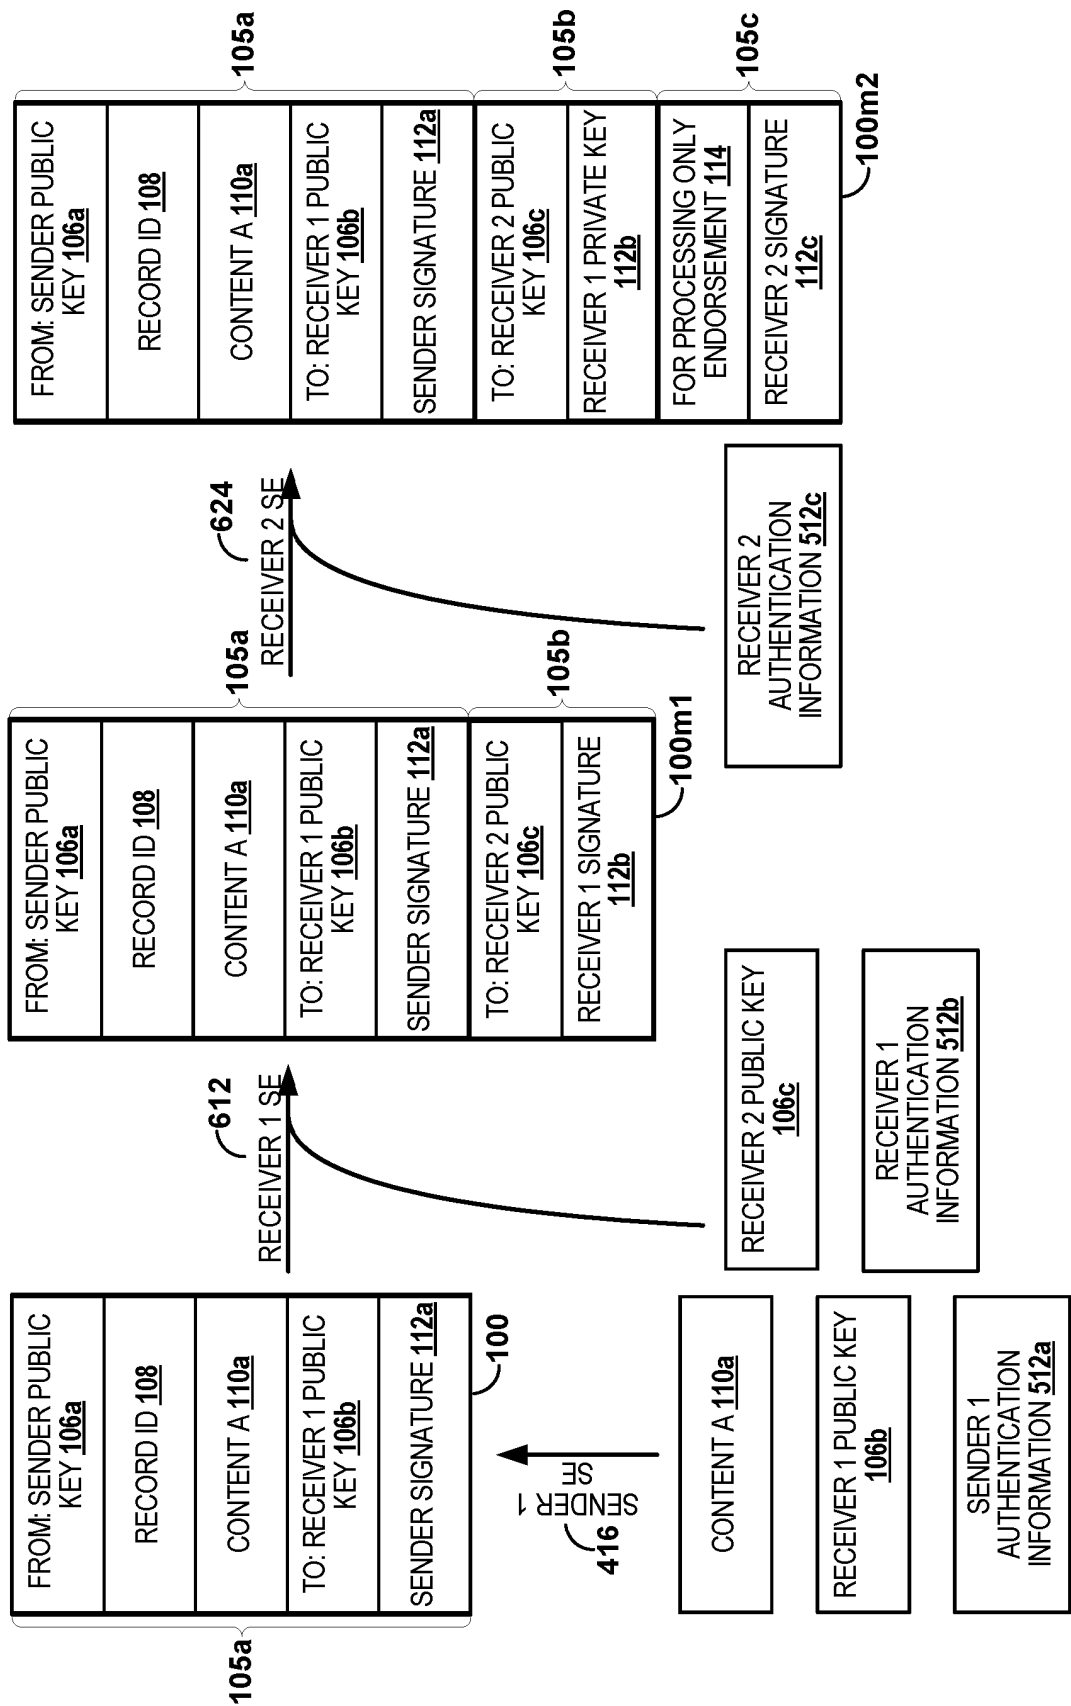 105a
FROM: SENDER PUBLIC
KEY 106a
RECORD ID 108
CONTENT A 110a
TO: RECEIVER 1 PUBLIC
KEY 106b
SENDER SIGNATURE 112a
100
SENDER 1
SE
416
CONTENT A 110a
RECEIVER 1 PUBLIC KEY
106b
SENDER 1
AUTHENTICATION
INFORMATION 512a
612
RECEIVER 1 SE
RECEIVER 2 PUBLIC KEY
106c
RECEIVER 1
AUTHENTICATION
INFORMATION 512b
FROM: SENDER PUBLIC
KEY 106a
RECORD ID 108
CONTENT A 110a
TO: RECEIVER 1 PUBLIC
KEY 106b
SENDER SIGNATURE 112a
TO: RECEIVER 2 PUBLIC
KEY 106c
RECEIVER 1 SIGNATURE
112b
105a
105b
100m1
624
RECEIVER 2 SE
RECEIVER 2
AUTHENTICATION
INFORMATION 512c
FROM: SENDER PUBLIC
KEY 106a
RECORD ID 108
CONTENT A 110a
TO: RECEIVER 1 PUBLIC
KEY 106b
SENDER SIGNATURE 112a
TO: RECEIVER 2 PUBLIC
KEY 106c
RECEIVER 1 PRIVATE KEY
112b
FOR PROCESSING ONLY
ENDORSEMENT 114
RECEIVER 2 SIGNATURE
112c
105a
105b
105c
100m2